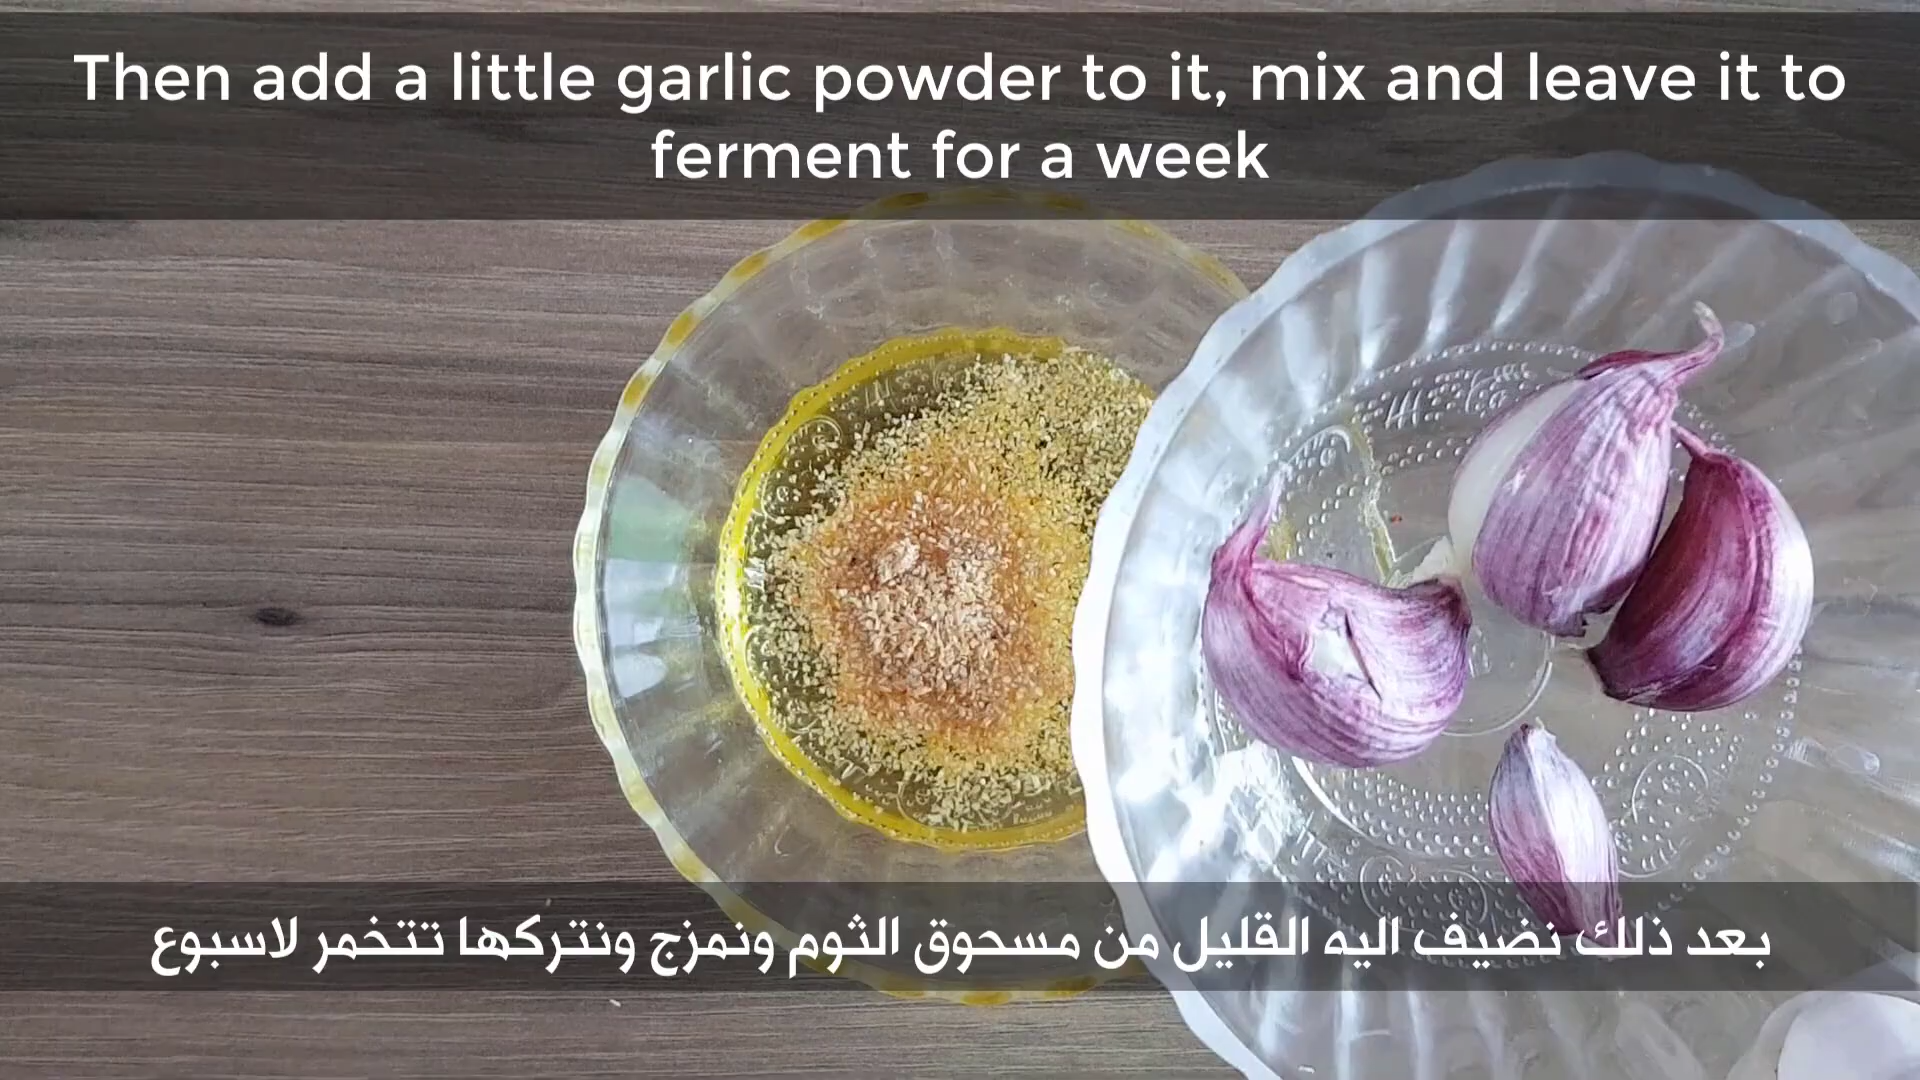 Then add a little garlic powder to it, mix and leave it to
ferment for a week
بعد ذلك نضيف اليه القليل من مسحوق الثوم ونمزج ونتركها تتخمر لاسبوع